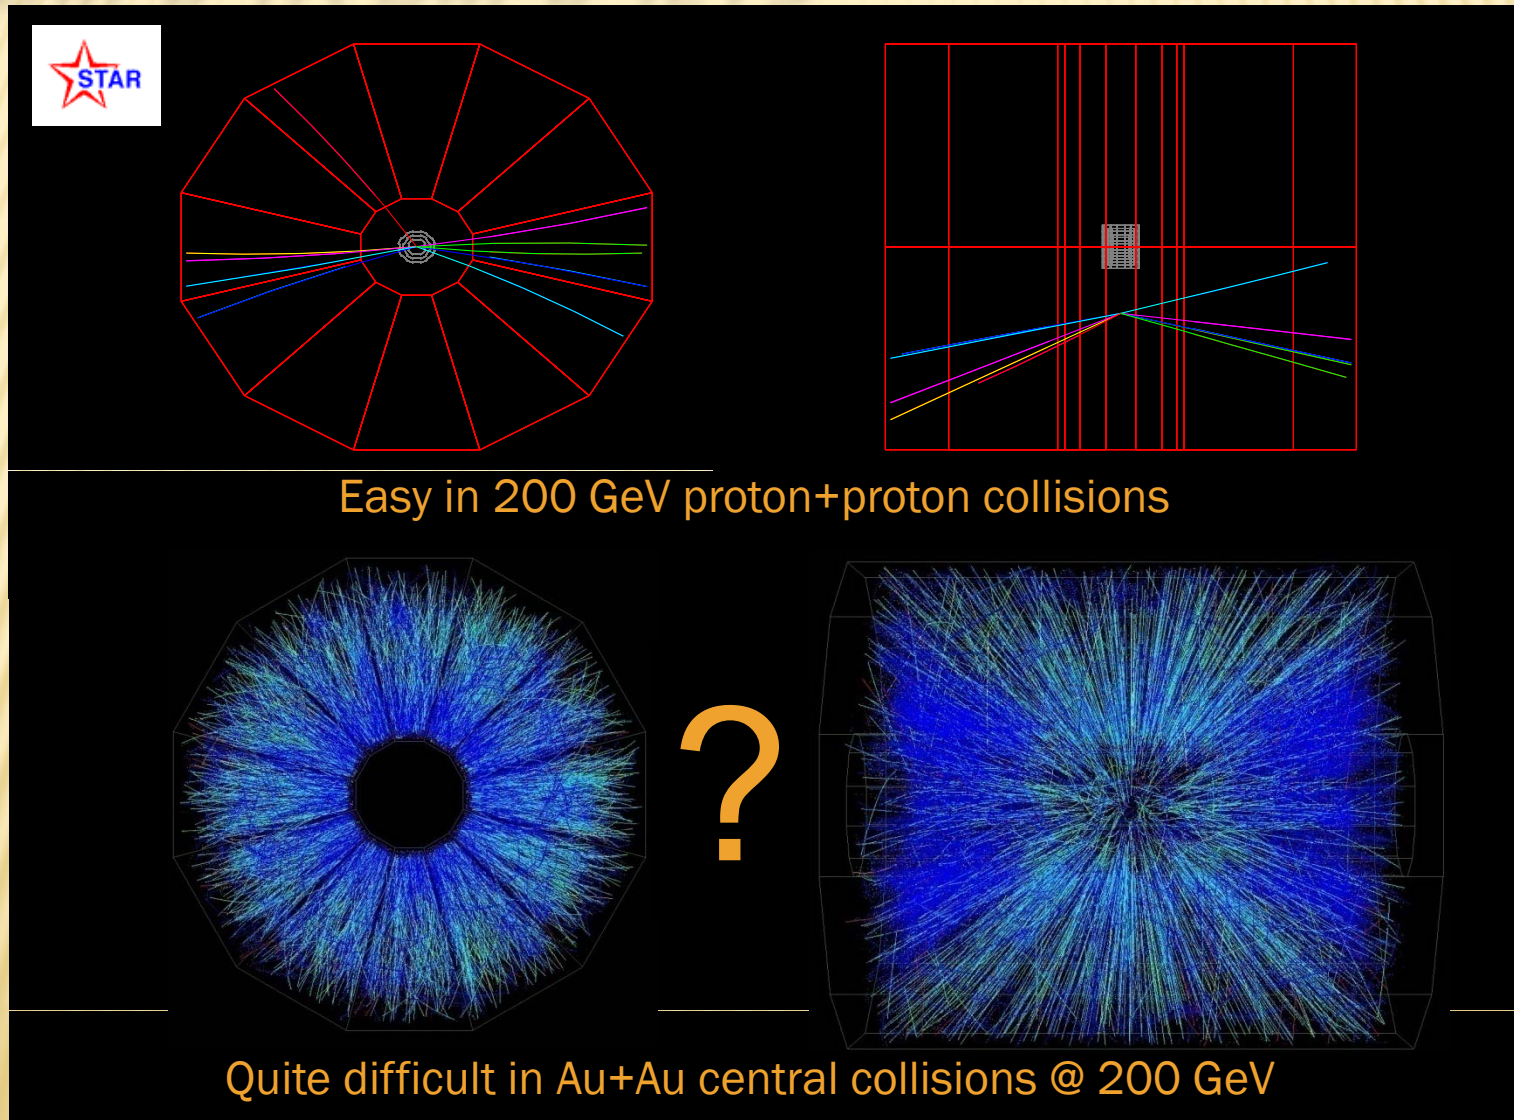 STAR
Easy in 200 GeV proton+proton collisions
?
Quite difficult in Au+Au central collisions @ 200 GeV